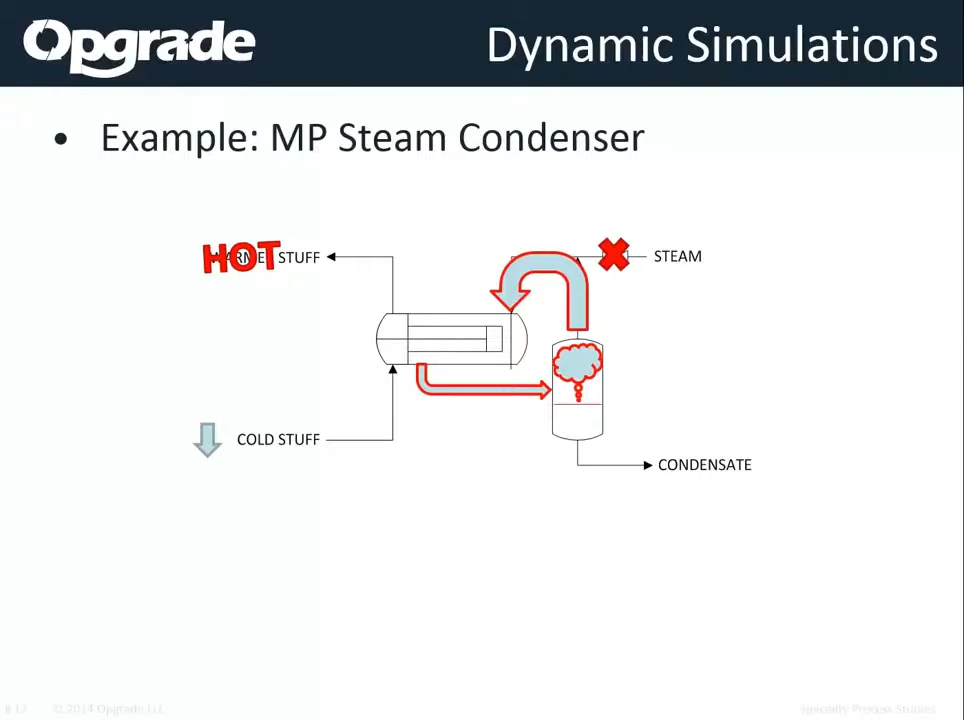 Opgrade
Dynamic Simulations
• Example: MP Steam Condenser
HOT
STUFF
STEAM
COLD STUFF
CONDENSATE
© 2014 Opgrade LLC
Specialty Process Studies